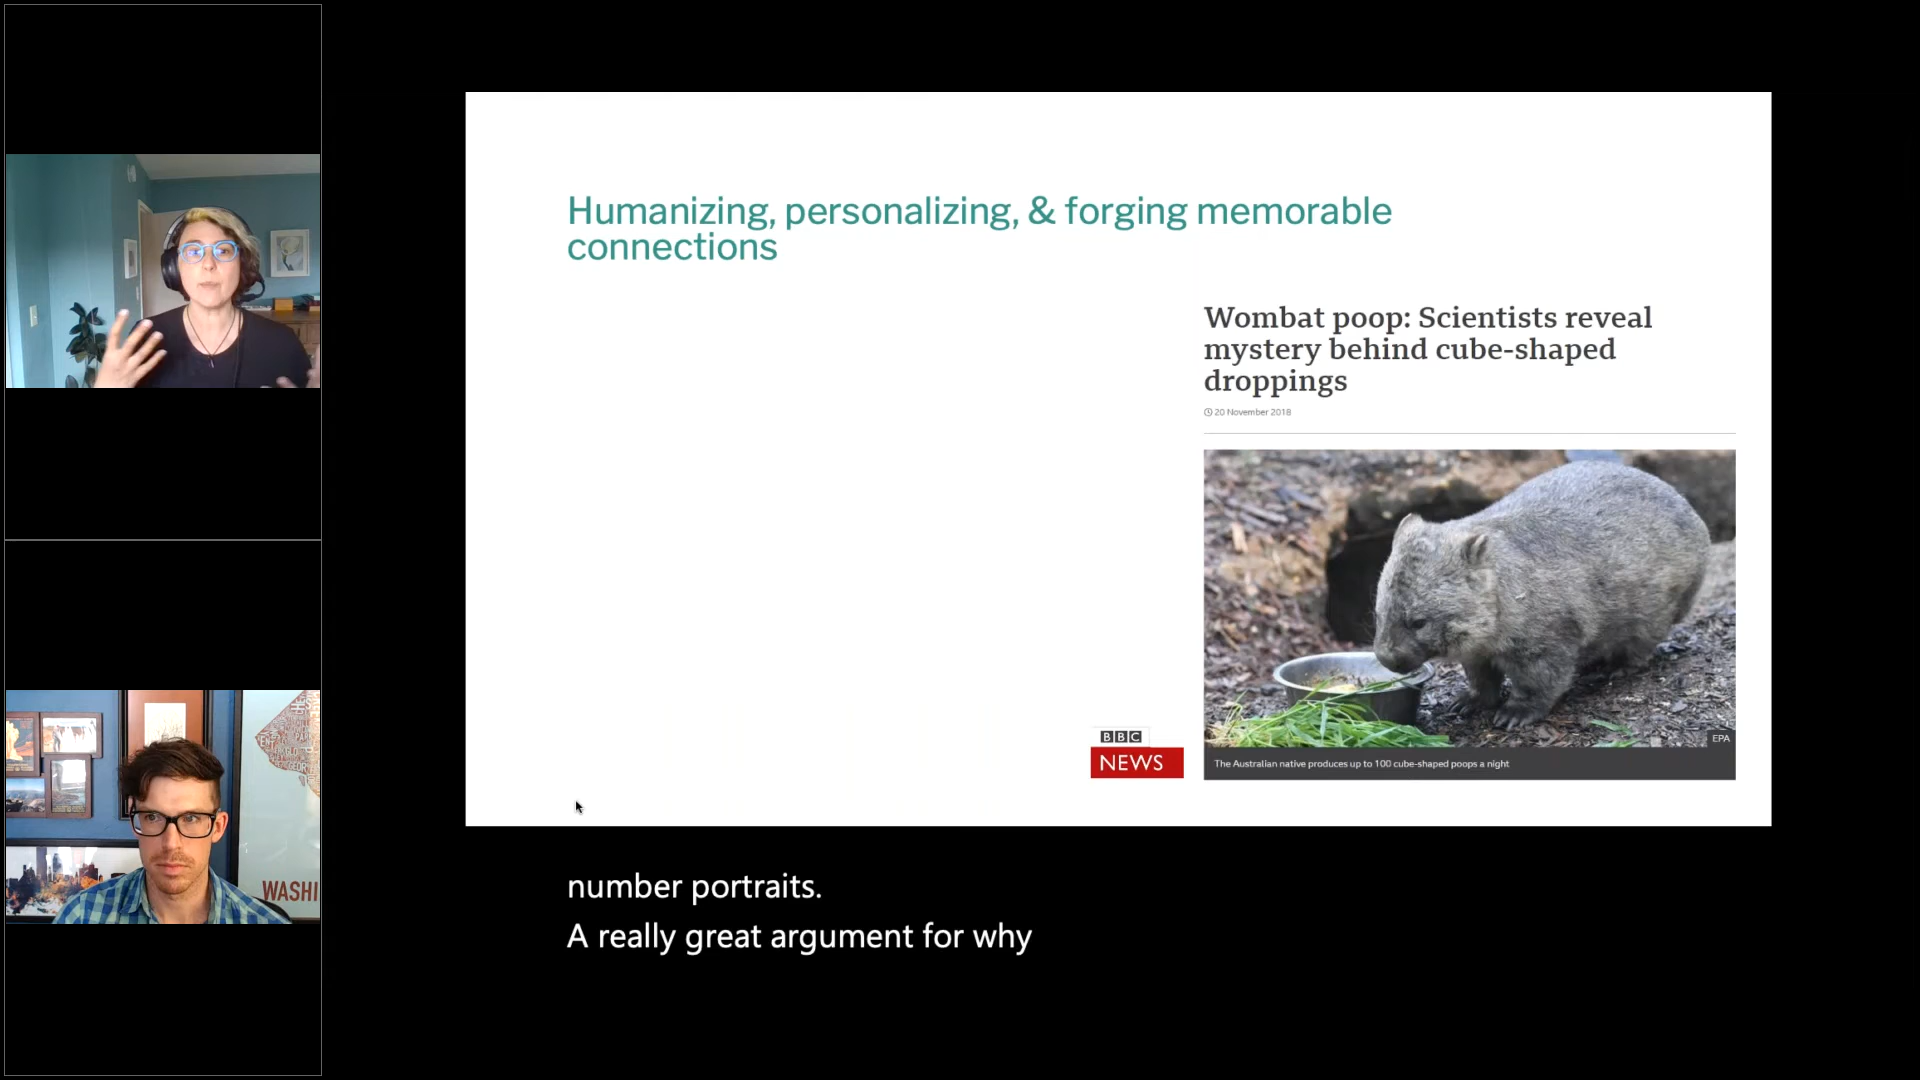 Humanizing, personalizing, & forging memorable
connections
Wombat poop: Scientists reveal
mystery behind cube-shaped
droppings
20 November 2018
EPA
The Australian native produces up to 100 cube-shaped poops a night
BBC
NEWS
number portraits.
A really great argument for why
WASHI